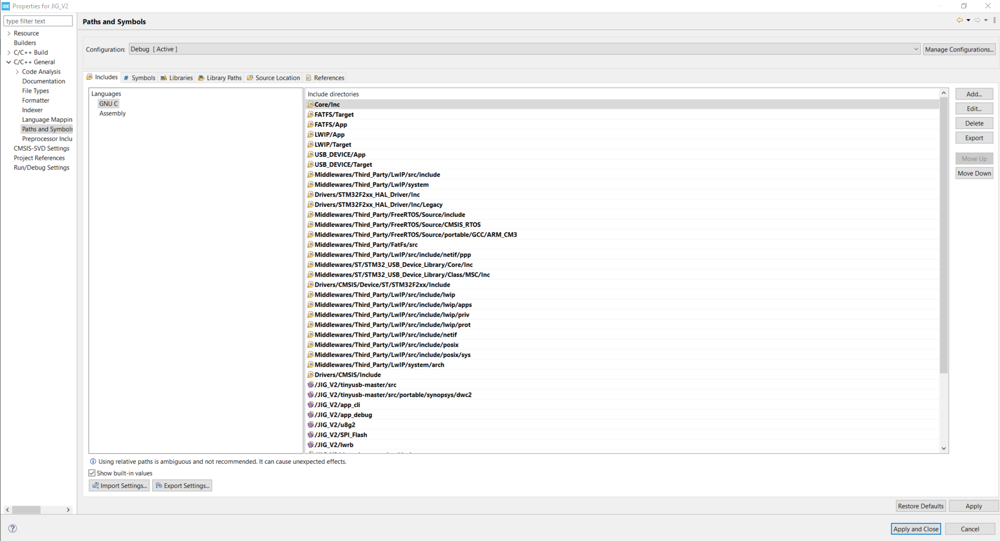 IDE Properties for JIG_V2
type filter text
Resource
Builders
C/C++ Build
C/C++ General
Code Analysis
Documentation
File Types
Formatter
Indexer
Language Mappin
Paths and Symbols
Preprocessor Inclu
CMSIS-SVD Settings
Project References
Run/Debug Settings
Paths and Symbols
Configuration: Debug [ Active ] Manage Configurations...
Includes # Symbols Libraries Library Paths Source Location References
Languages
GNU C
Assembly
Include directories
Core/Inc
FATFS/Target
FATFS/App
LWIP/App
LWIP/Target
USB_DEVICE/App
USB_DEVICE/Target
Middlewares/Third_Party/LwIP/src/include
Middlewares/Third_Party/LwIP/system
Drivers/STM32F2xx_HAL_Driver/Inc
Drivers/STM32F2xx_HAL_Driver/Inc/Legacy
Middlewares/Third_Party/FreeRTOS/Source/include
Middlewares/Third_Party/FreeRTOS/Source/CMSIS_RTOS
Middlewares/Third_Party/FreeRTOS/Source/portable/GCC/ARM_CM3
Middlewares/Third_Party/FatFs/src
Middlewares/Third_Party/LwIP/src/include/netif/ppp
Middlewares/ST/STM32_USB_Device_Library/Core/Inc
Middlewares/ST/STM32_USB_Device_Library/Class/MSC/Inc
Drivers/CMSIS/Device/ST/STM32F2xx/Include
Middlewares/Third_Party/LwIP/src/include/lwip
Middlewares/Third_Party/LwIP/src/include/lwip/apps
Middlewares/Third_Party/LwIP/src/include/lwip/priv
Middlewares/Third_Party/LwIP/src/include/lwip/prot
Middlewares/Third_Party/LwIP/src/include/netif
Middlewares/Third_Party/LwIP/src/include/posix
Middlewares/Third_Party/LwIP/src/include/posix/sys
Middlewares/Third_Party/LwIP/system/arch
Drivers/CMSIS/Include
/JIG_V2/tinyusb-master/src
/JIG_V2/tinyusb-master/src/portable/synopsys/dwc2
/JIG_V2/app_cli
/JIG_V2/app_debug
/JIG_V2/u8g2
/JIG_V2/SPI_Flash
/JIG_V2/lwrb
Add...
Edit...
Delete
Export
Move Up
Move Down
Using relative paths is ambiguous and not recommended. It can cause unexpected effects.
Show built-in values
Import Settings... Export Settings...
Restore Defaults Apply
? Apply and Close Cancel